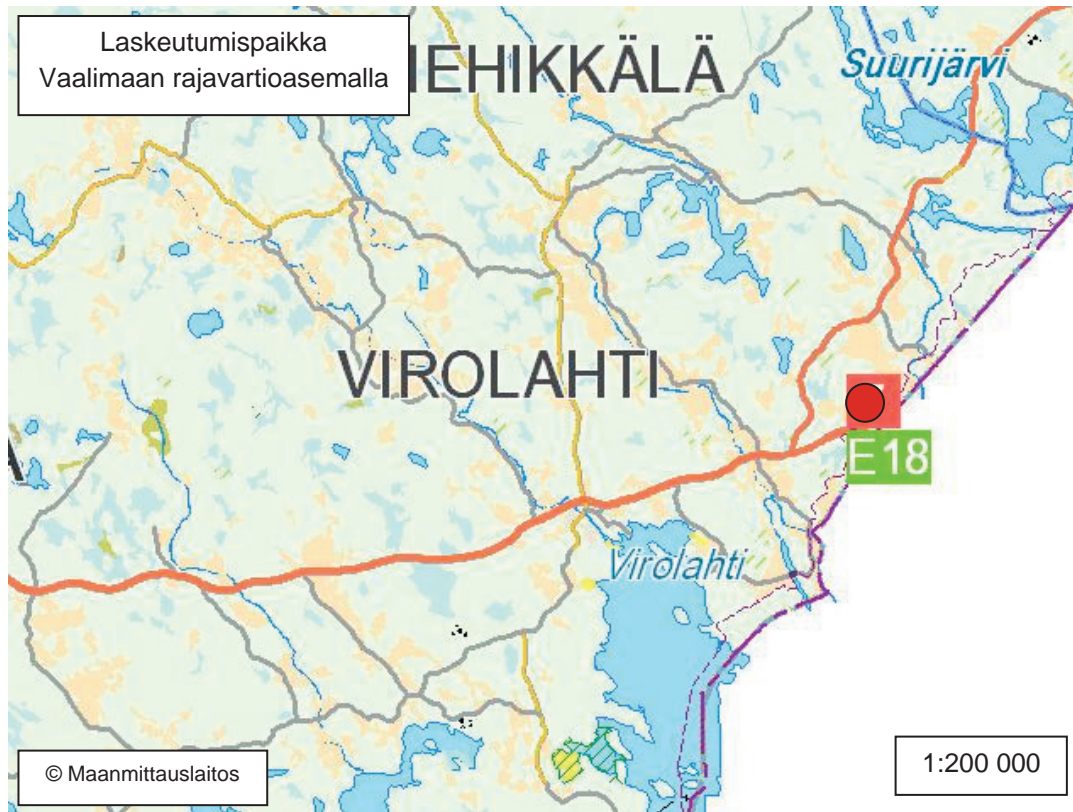 Laskeutumispaikka
Vaalimaan rajavartioasemalla
IEHIKKÄLÄ
Suurijärvi
VIROLAHTI
E18
A
Virolahti
© Maanmittauslaitos
1:200 000